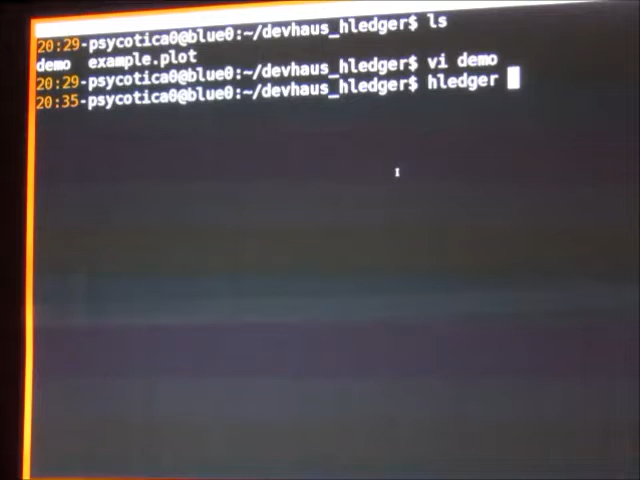 20:29-psycotica0@blue0:~/devhaus_hledger$ ls
demo  example.plot
20:29-psycotica0@blue0:~/devhaus_hledger$ vi demo
20:35-psycotica0@blue0:~/devhaus_hledger$ hledger